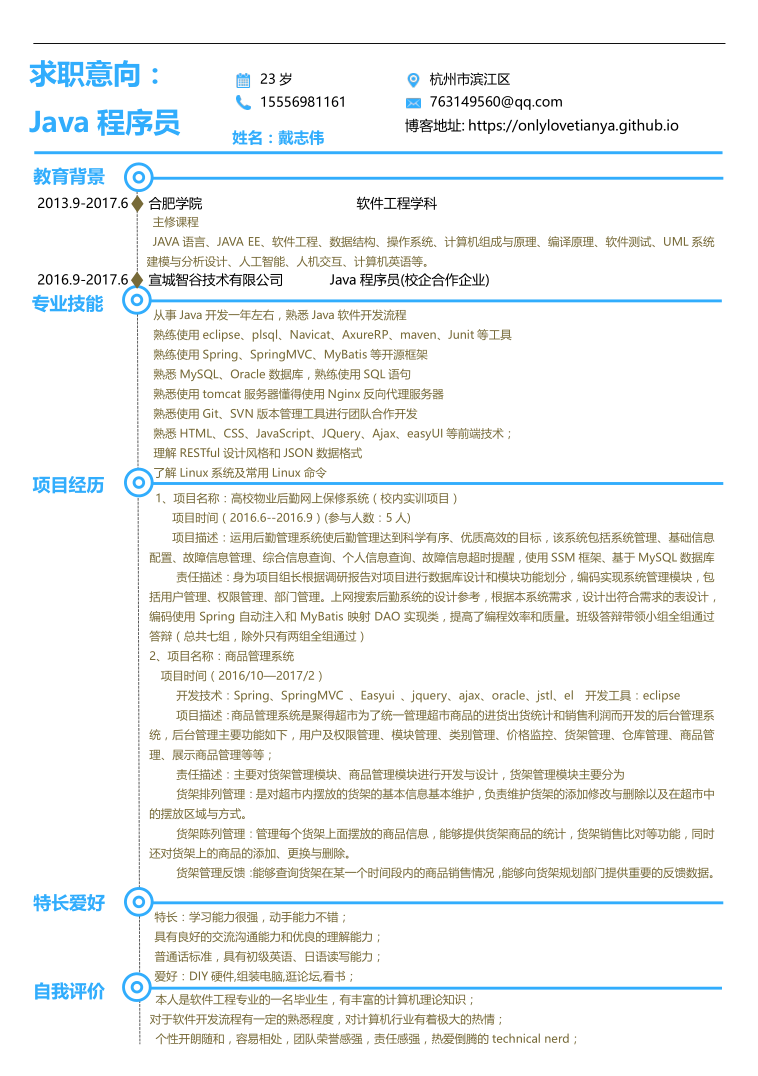 求职意向：
Java 程序员
23 岁
杭州市滨江区
15556981161
763149560@qq.com
姓名：戴志伟
博客地址: https://onlylovetianya.github.io
教育背景
2013.9-2017.6 合肥学院 软件工程学科
主修课程
JAVA 语言、JAVA EE、软件工程、数据结构、操作系统、计算机组成与原理、编译原理、软件测试、UML 系统
建模与分析设计、人工智能、人机交互、计算机英语等。
2016.9-2017.6 宣城智谷技术有限公司 Java 程序员(校企合作企业)
专业技能
从事 Java 开发一年左右，熟悉 Java 软件开发流程
熟练使用 eclipse、plsql、Navicat、AxureRP、maven、Junit 等工具
熟练使用 Spring、SpringMVC、MyBatis 等开源框架
熟悉 MySQL、Oracle 数据库，熟练使用 SQL 语句
熟悉使用 tomcat 服务器懂得使用 Nginx 反向代理服务器
熟悉使用 Git、SVN 版本管理工具进行团队合作开发
熟悉 HTML、CSS、JavaScript、JQuery、Ajax、easyUI 等前端技术；
理解 RESTful 设计风格和 JSON 数据格式
了解 Linux 系统及常用 Linux 命令
项目经历
1、项目名称：高校物业后勤网上保修系统（校内实训项目）
项目时间（2016.6--2016.9）(参与人数：5 人)
项目描述：运用后勤管理系统使后勤管理达到科学有序、优质高效的目标，该系统包括系统管理、基础信息
配置、故障信息管理、综合信息查询、个人信息查询、故障信息超时提醒，使用 SSM 框架、基于 MySQL 数据库
责任描述：身为项目组长根据调研报告对项目进行数据库设计和模块功能划分，编码实现系统管理模块，包
括用户管理、权限管理、部门管理。上网搜索后勤系统的设计参考，根据本系统需求，设计出符合需求的表设计，
编码使用 Spring 自动注入和 MyBatis 映射 DAO 实现类，提高了编程效率和质量。班级答辩带领小组全组通过
答辩（总共七组，除外只有两组全组通过）
2、项目名称：商品管理系统
项目时间（2016/10—2017/2）
开发技术：Spring、SpringMVC 、Easyui 、jquery、ajax、oracle、jstl、el 开发工具：eclipse
项目描述：商品管理系统是聚得超市为了统一管理超市商品的进货出货统计和销售利润而开发的后台管理系
统，后台管理主要功能如下，用户及权限管理、模块管理、类别管理、价格监控、货架管理、仓库管理、商品管
理、展示商品管理等等；
责任描述：主要对货架管理模块、商品管理模块进行开发与设计，货架管理模块主要分为
货架排列管理：是对超市内摆放的货架的基本信息基本维护，负责维护货架的添加修改与删除以及在超市中
的摆放区域与方式。
货架陈列管理：管理每个货架上面摆放的商品信息，能够提供货架商品的统计，货架销售比对等功能，同时
还对货架上的商品的添加、更换与删除。
货架管理反馈：能够查询货架在某一个时间段内的商品销售情况，能够向货架规划部门提供重要的反馈数据。
特长爱好
特长：学习能力很强，动手能力不错；
具有良好的交流沟通能力和优良的理解能力；
普通话标准，具有初级英语、日语读写能力；
爱好：DIY 硬件,组装电脑,逛论坛,看书；
自我评价
本人是软件工程专业的一名毕业生，有丰富的计算机理论知识；
对于软件开发流程有一定的熟悉程度，对计算机行业有着极大的热情；
个性开朗随和，容易相处，团队荣誉感强，责任感强，热爱倒腾的 technical nerd；